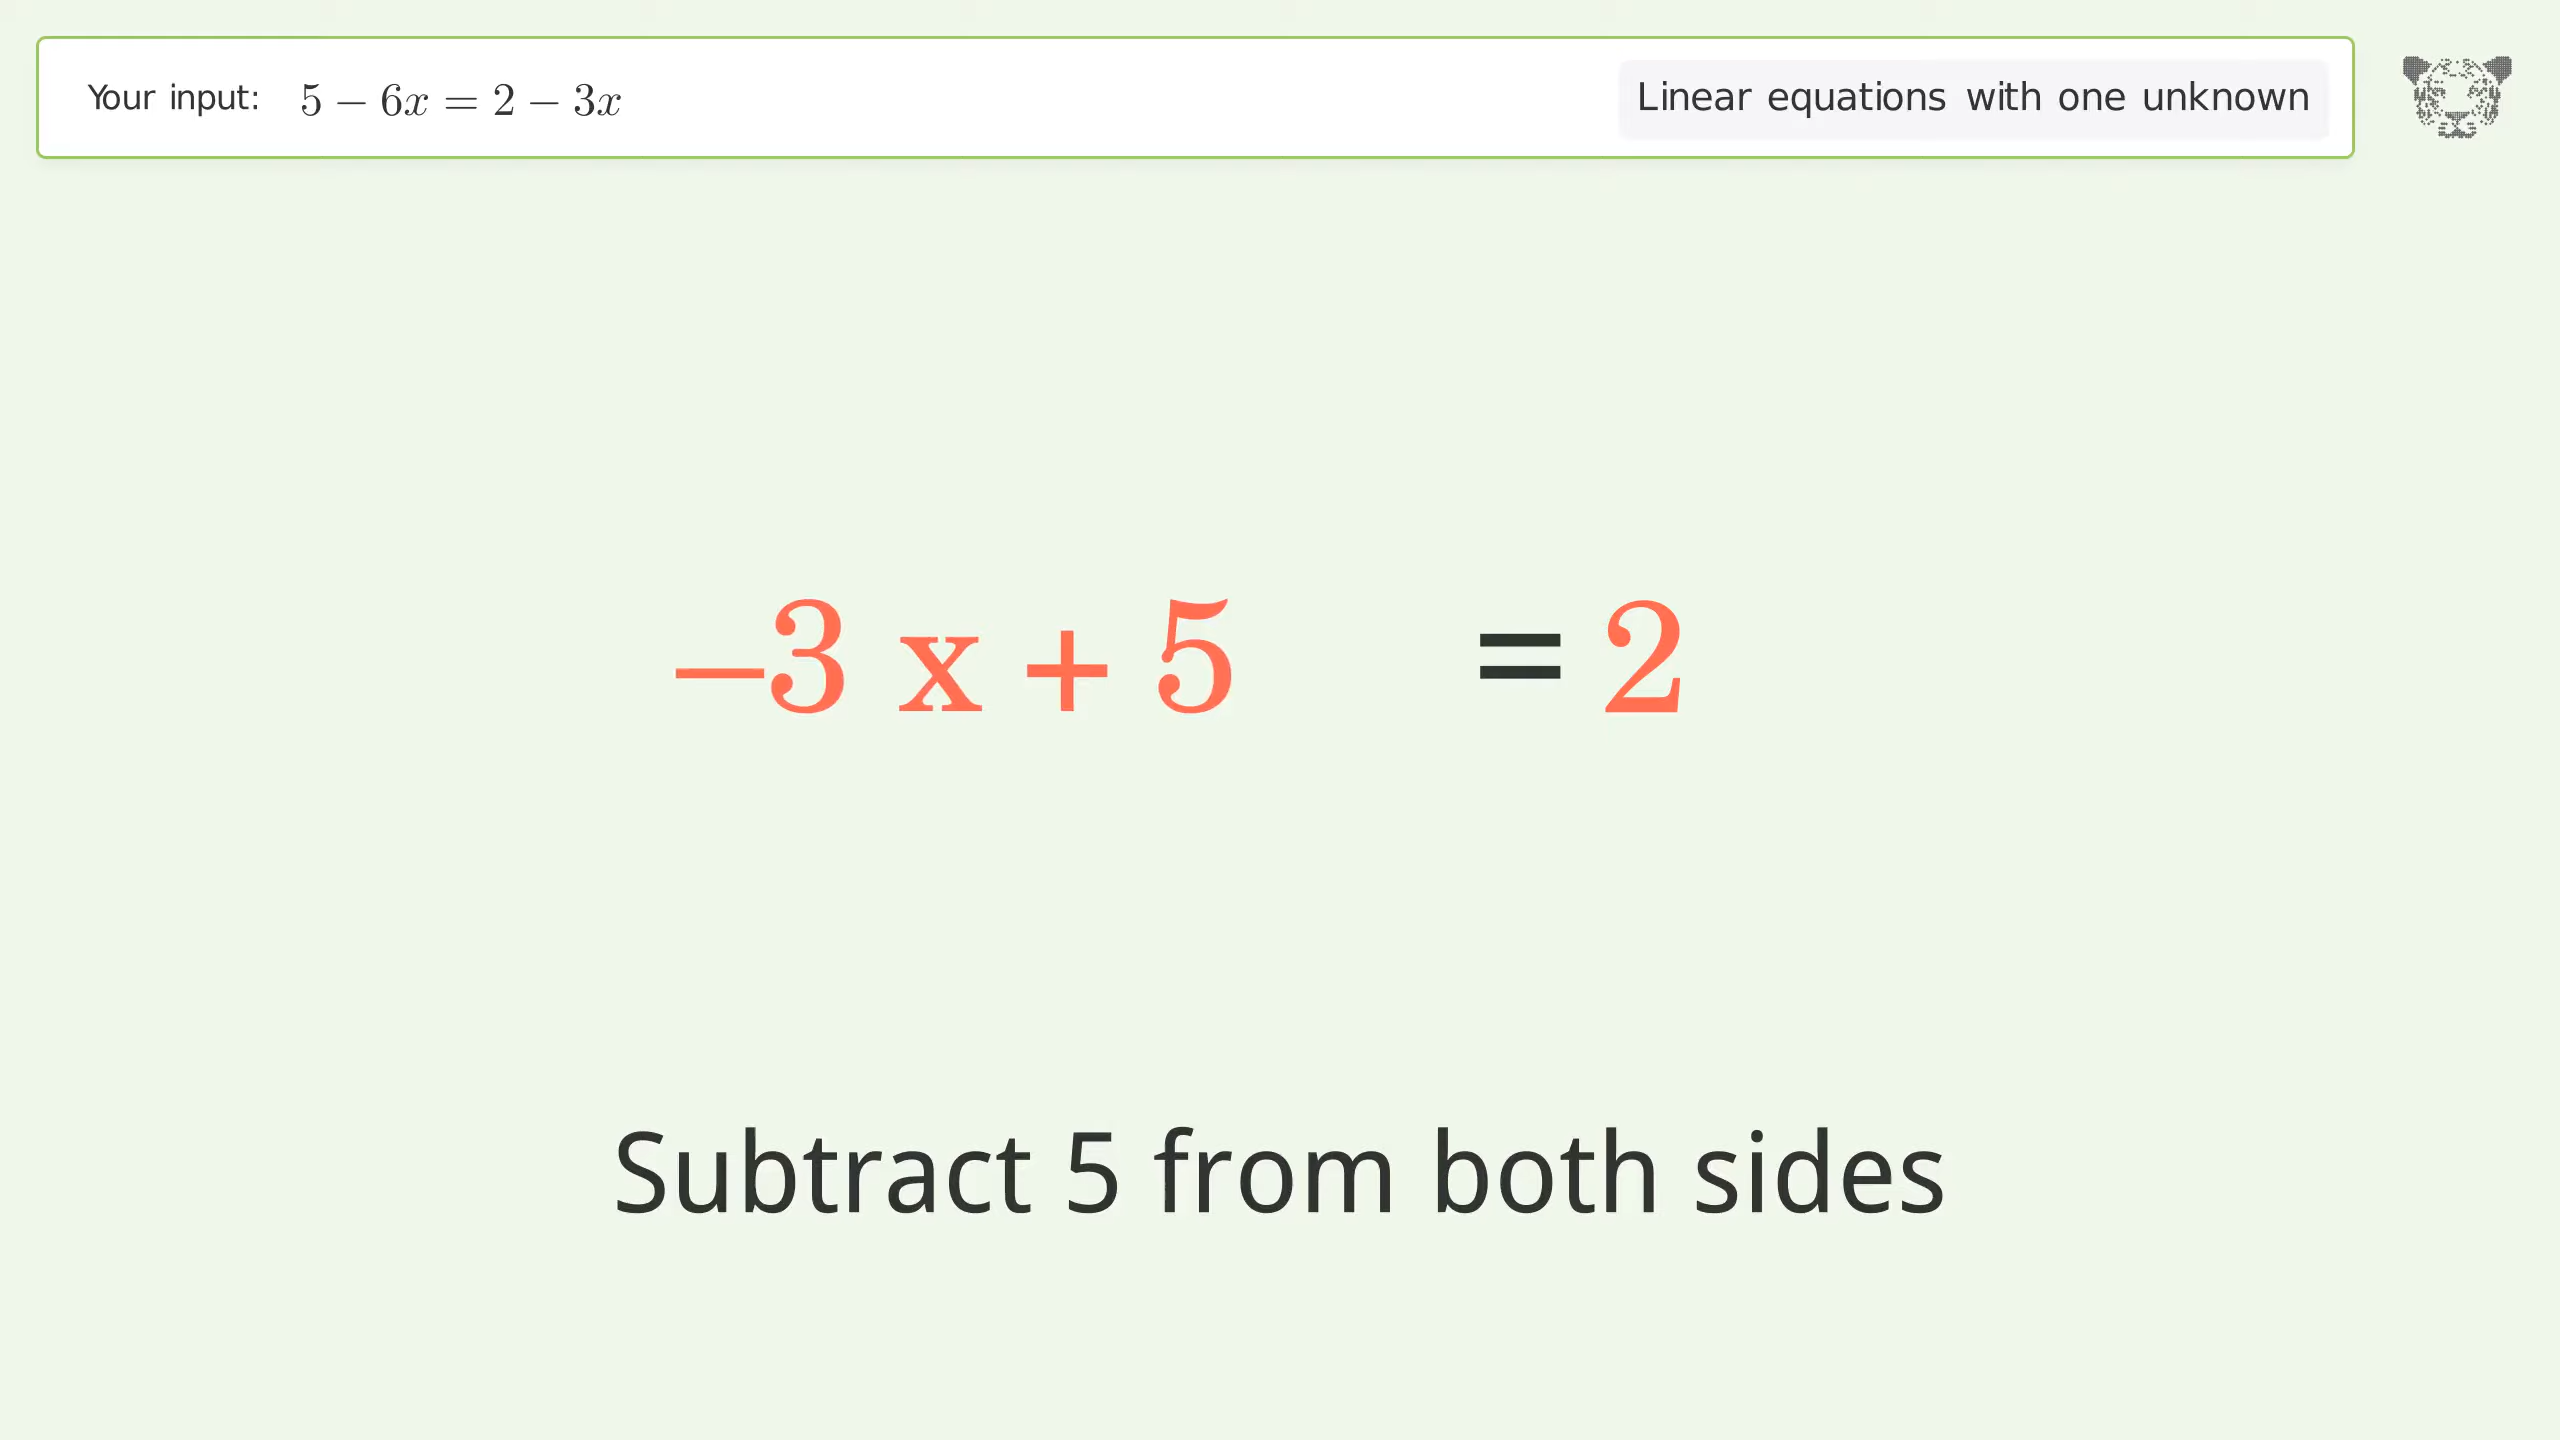 Your input: 5 − 6x = 2 − 3x
Linear equations with one unknown
−3 x + 5 = 2
Subtract 5 from both sides